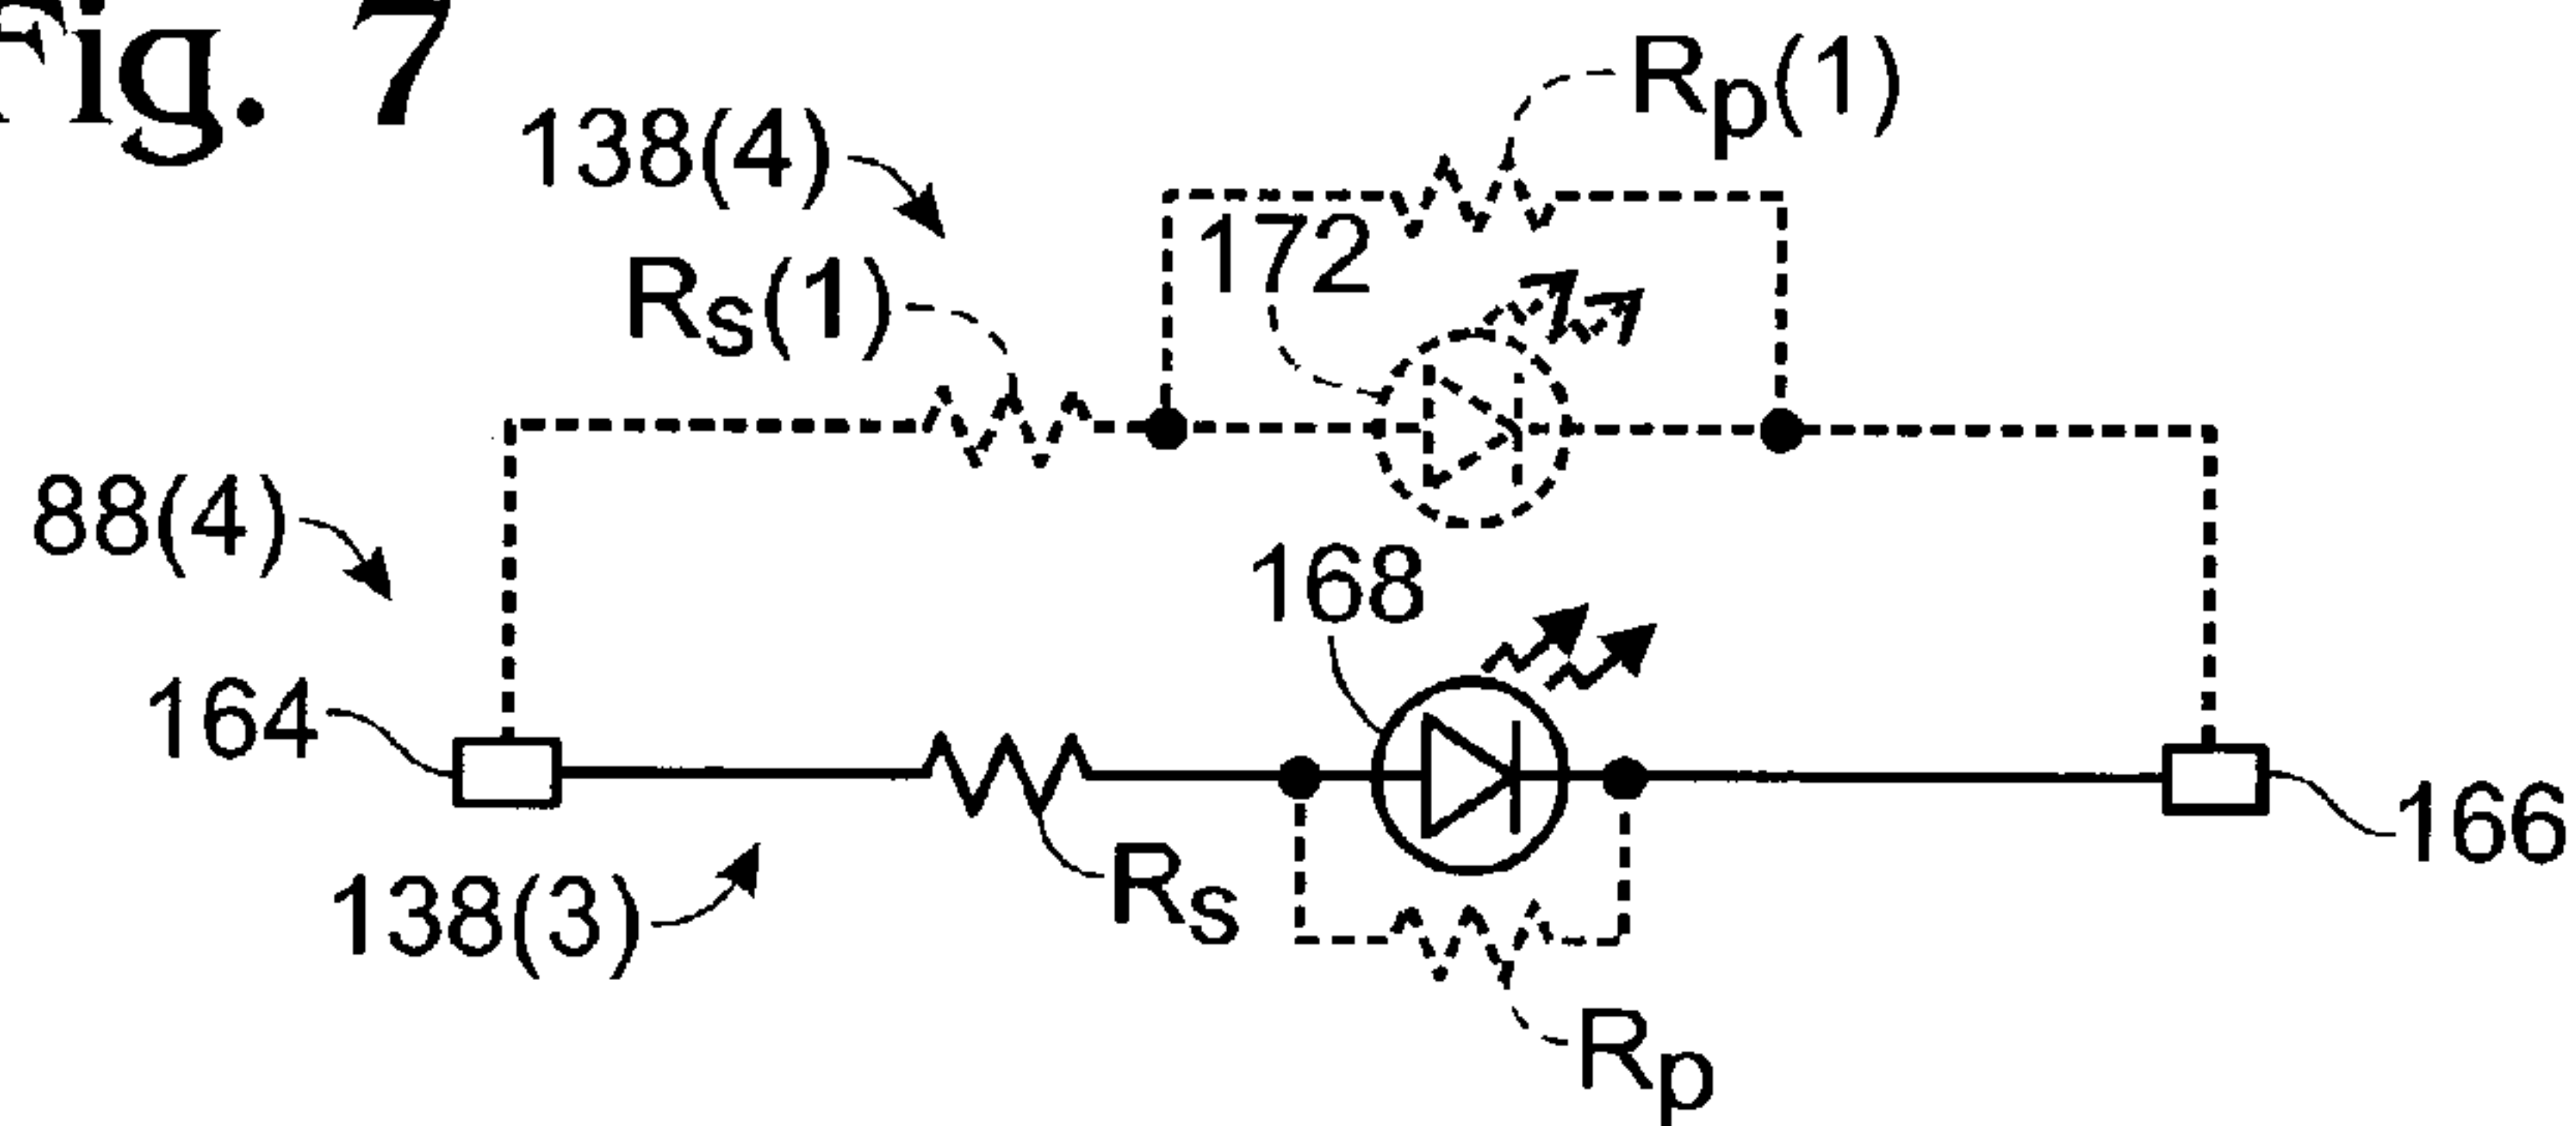 Fig. 7
138(4)
Rp(1)
172
Rs(1)
88(4)
168
164
166
138(3)
Rs
Rp